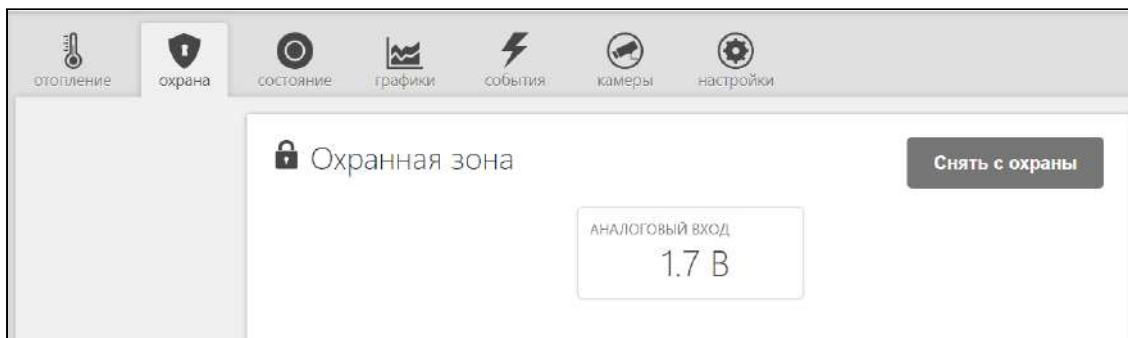 отопление охрана состояние графики события камеры настройки
Охранная зона
Снять с охраны
АНАЛОГОВЫЙ ВХОД
1.7 В